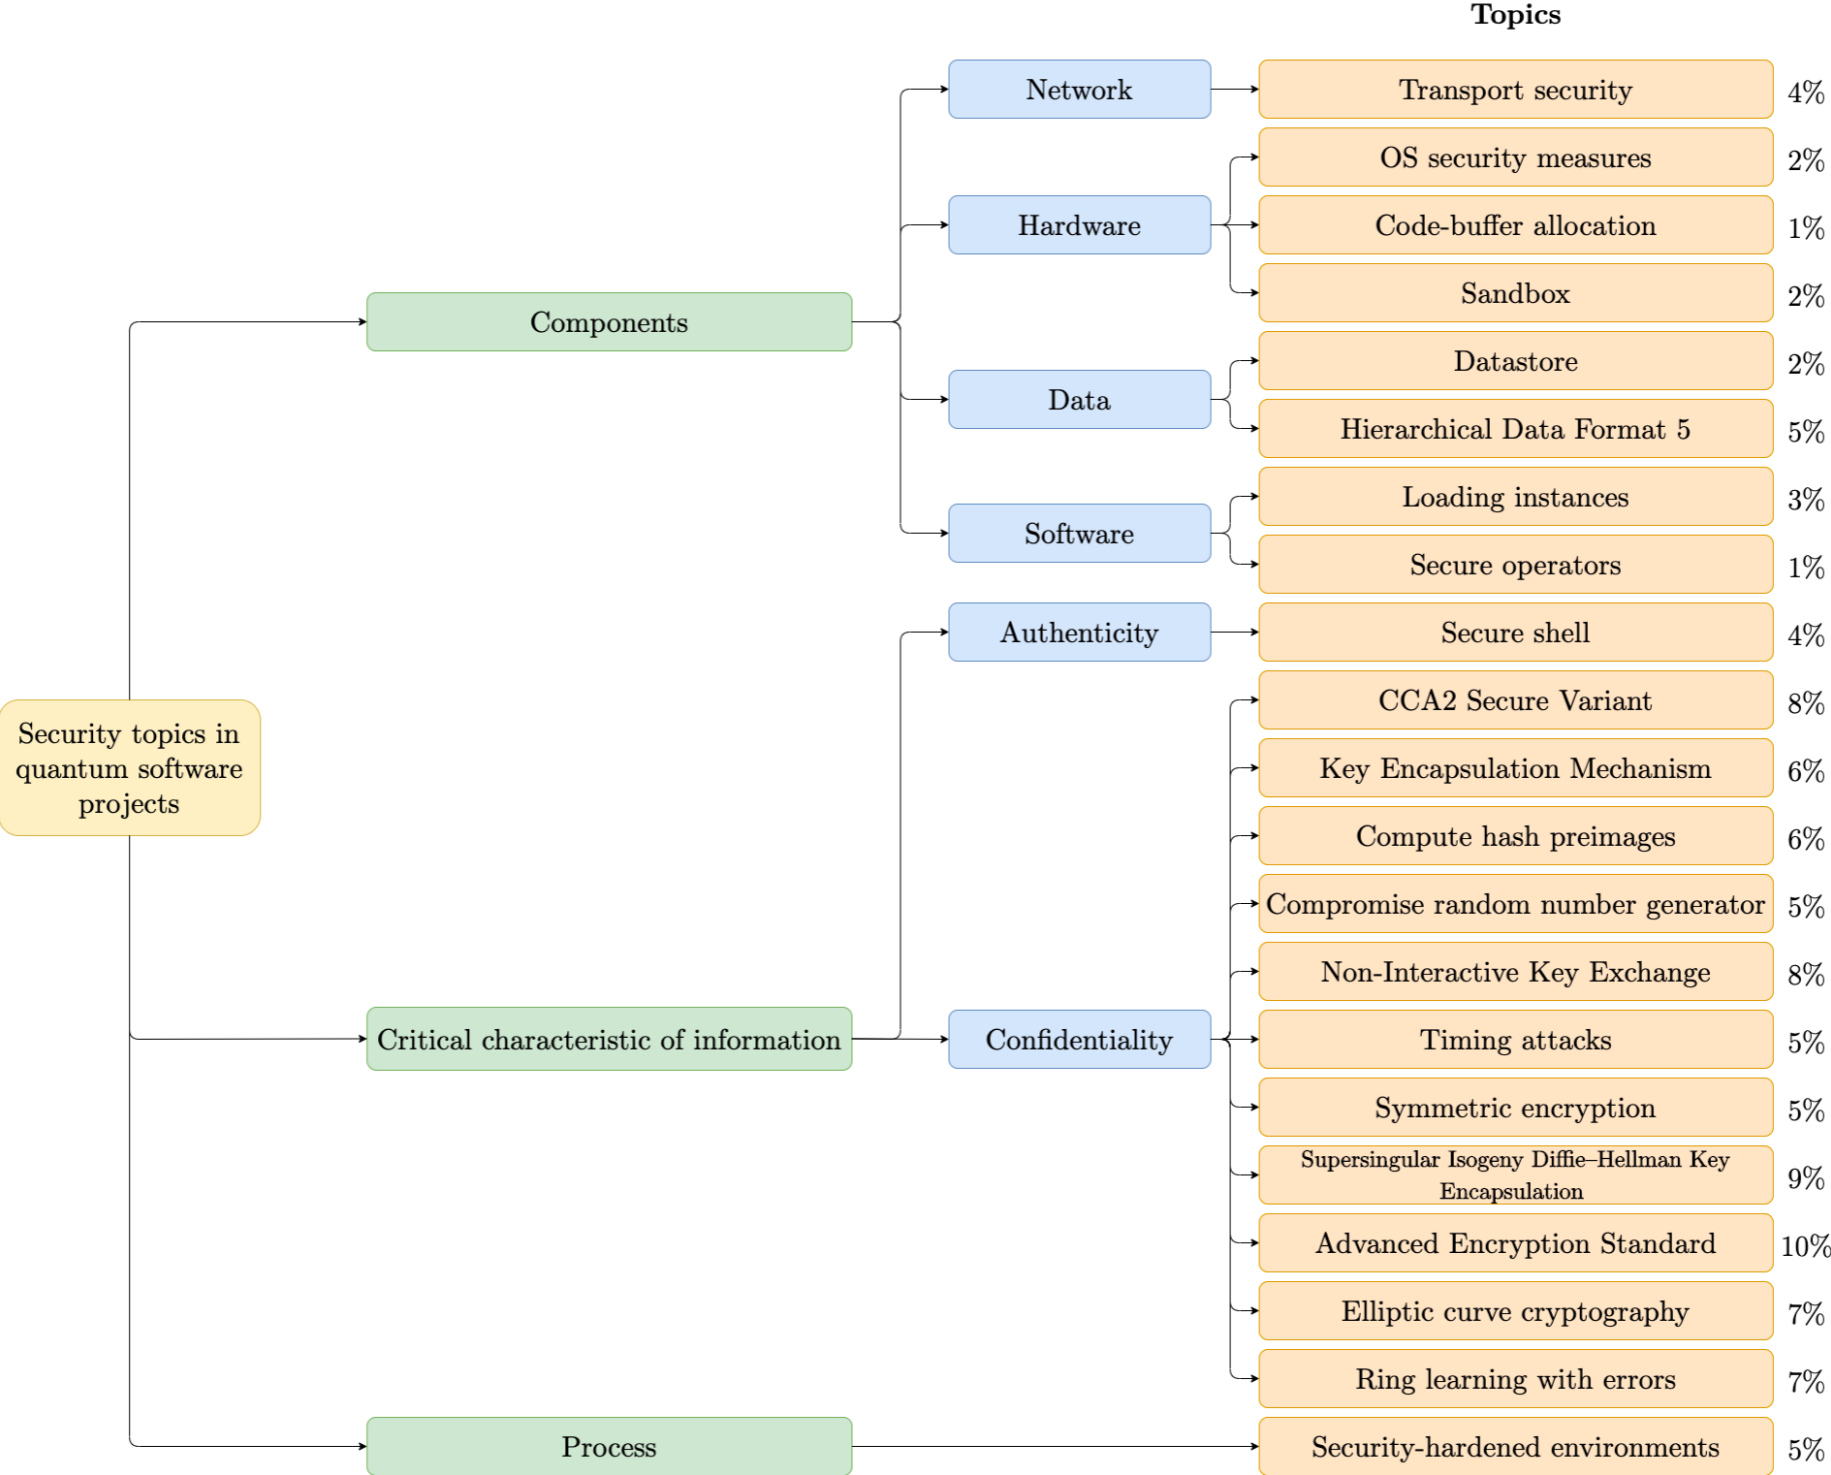 Topics
Network
Transport security
4%
OS security measures
2%
Hardware
Code-buffer allocation
1%
Sandbox
2%
Components
Datastore
2%
Data
Hierarchical Data Format 5
5%
Loading instances
3%
Software
Secure operators
1%
Authenticity
Secure shell
4%
Security topics in
quantum software
projects
CCA2 Secure Variant
8%
Key Encapsulation Mechanism
6%
Compute hash preimages
6%
Compromise random number generator
5%
Non-Interactive Key Exchange
8%
Critical characteristic of information
Confidentiality
Timing attacks
5%
Symmetric encryption
5%
Supersingular Isogeny Diffie–Hellman Key
Encapsulation
9%
Advanced Encryption Standard
10%
Elliptic curve cryptography
7%
Ring learning with errors
7%
Process
Security-hardened environments
5%